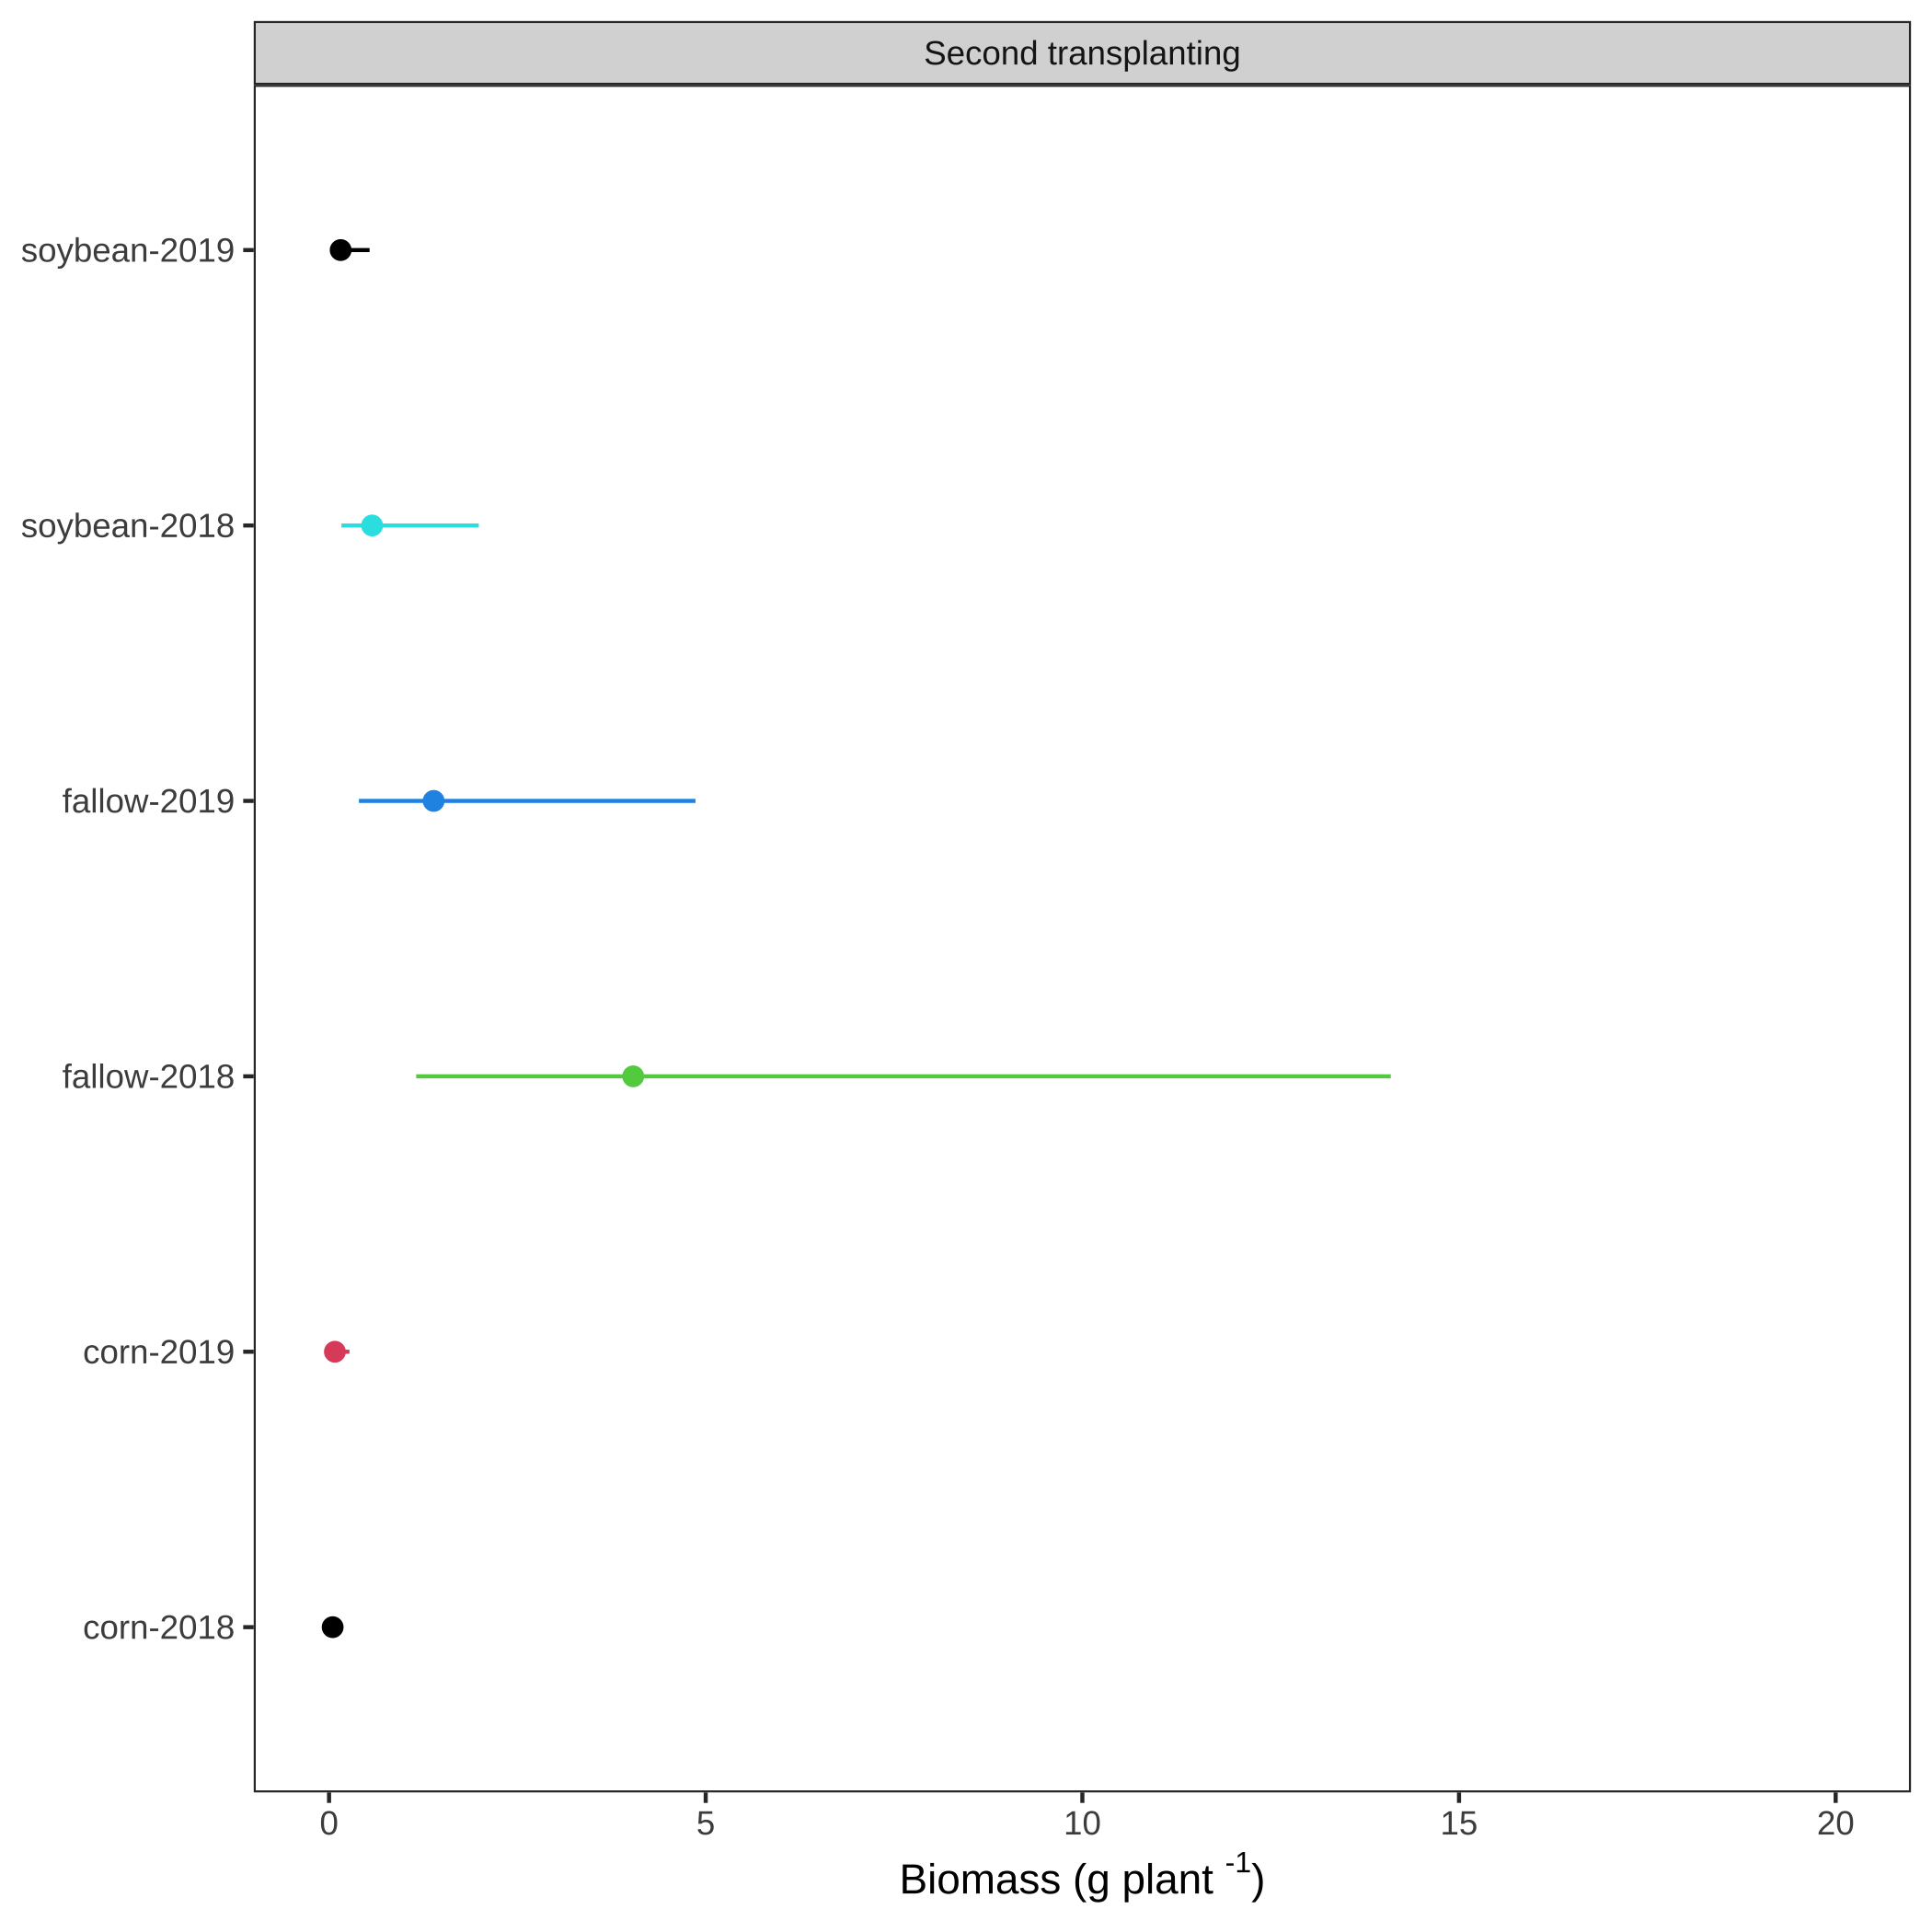 Second transplanting
soybean-2019
soybean-2018
fallow-2019
fallow-2018
corn-2019
corn-2018
0 5 10 15 20
Biomass (g plant -1)